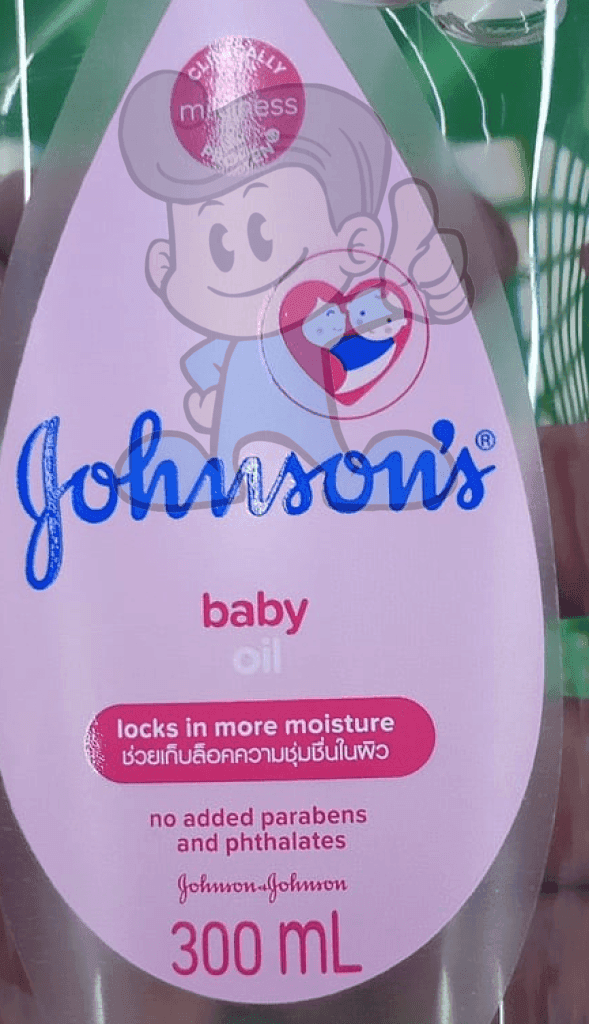 CLINICALLY
mildness
PROVEN
Johnson's®
baby
oil
locks in more moisture
ช่วยเก็บล็อคความชุ่มชื่นในผิว
no added parabens
and phthalates
Johnson & Johnson
300 mL